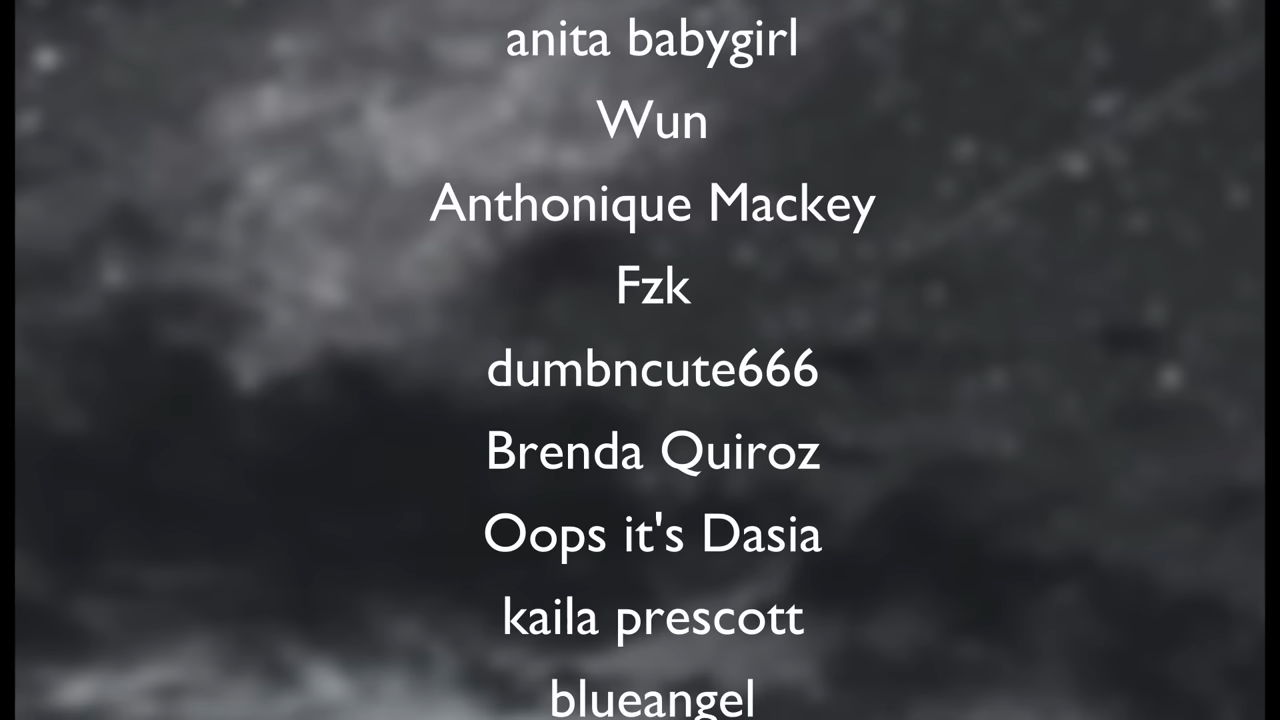 anita babygirl
Wun
Anthonique Mackey
Fzk
dumbncute666
Brenda Quiroz
Oops it's Dasia
kaila prescott
blueangel